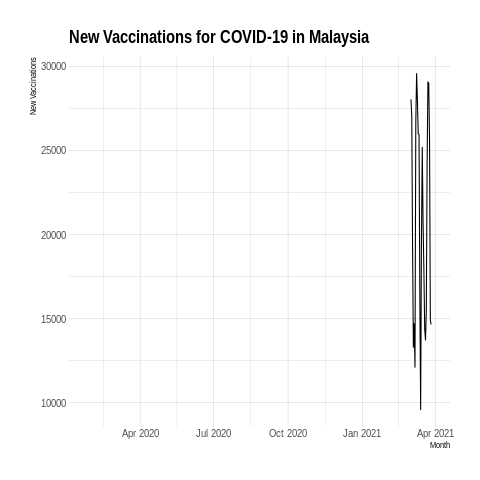 New Vaccinations for COVID-19 in Malaysia
New Vaccinations
30000
25000
20000
15000
10000
Apr 2020 Jul 2020 Oct 2020 Jan 2021 Apr 2021
Month